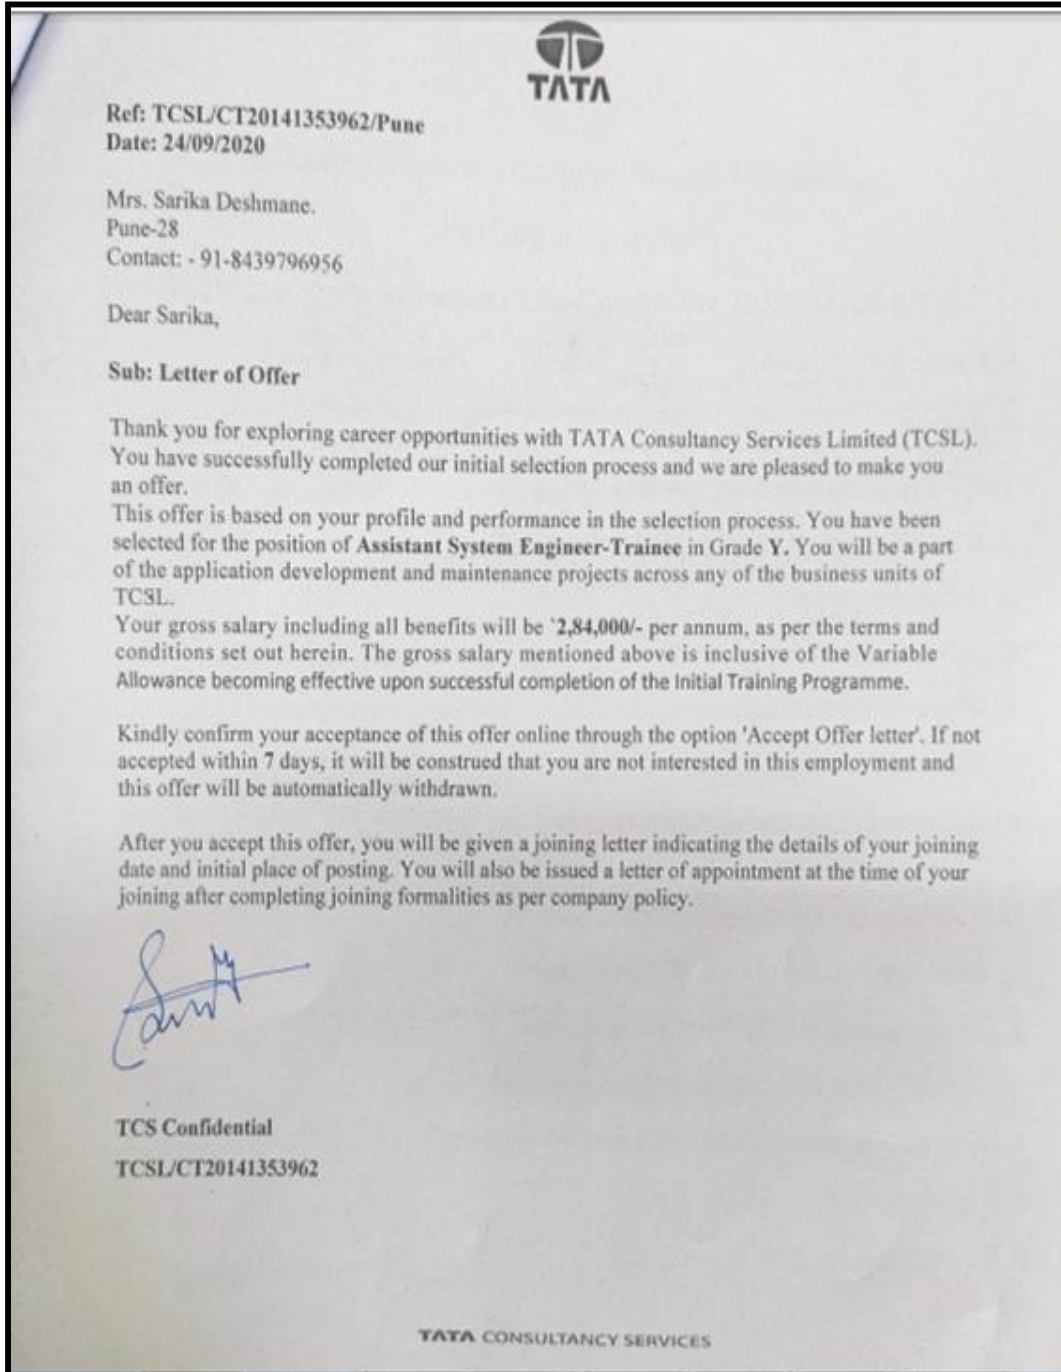 TATA
Ref: TCSL/CT20141353962/Pune
Date: 24/09/2020
Mrs. Sarika Deshmane.
Pune-28
Contact: - 91-8439796956
Dear Sarika,
Sub: Letter of Offer
Thank you for exploring career opportunities with TATA Consultancy Services Limited (TCSL).
You have successfully completed our initial selection process and we are pleased to make you
an offer.
This offer is based on your profile and performance in the selection process. You have been
selected for the position of Assistant System Engineer-Trainee in Grade Y. You will be a part
of the application development and maintenance projects across any of the business units of
TCSL.
Your gross salary including all benefits will be `2,84,000/- per annum, as per the terms and
conditions set out herein. The gross salary mentioned above is inclusive of the Variable
Allowance becoming effective upon successful completion of the Initial Training Programme.
Kindly confirm your acceptance of this offer online through the option 'Accept Offer letter'. If not
accepted within 7 days, it will be construed that you are not interested in this employment and
this offer will be automatically withdrawn.
After you accept this offer, you will be given a joining letter indicating the details of your joining
date and initial place of posting. You will also be issued a letter of appointment at the time of your
joining after completing joining formalities as per company policy.
TCS Confidential
TCSL/CT20141353962
TATA CONSULTANCY SERVICES